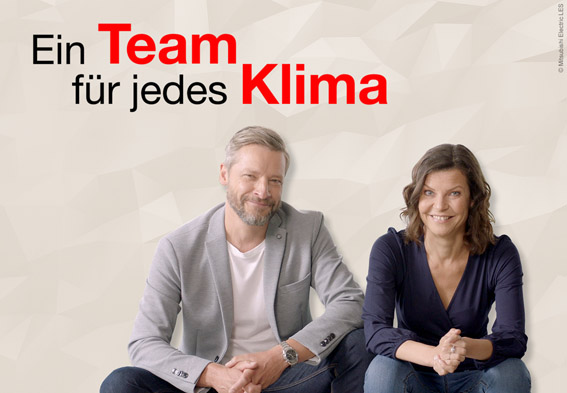 Ein Team
für jedes Klima
© Mitsubishi Electric LES